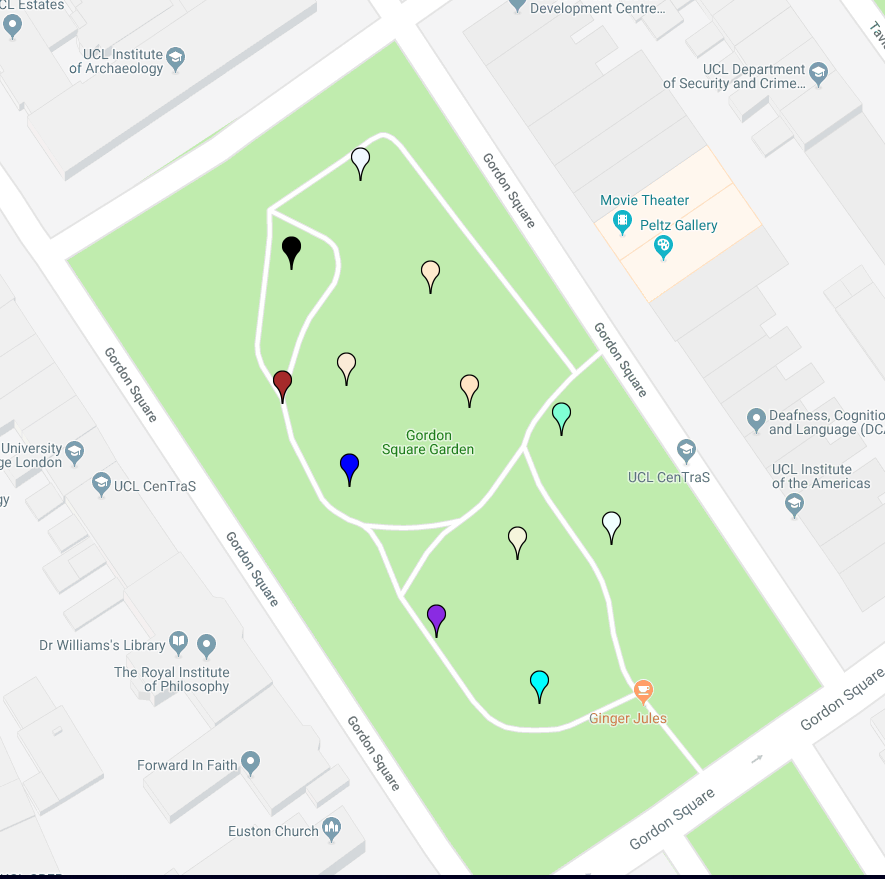 CL Estates
UCL Institute
of Archaeology
Development Centre...
UCL Department
of Security and Crime...
Gordon Square
Movie Theater
Peltz Gallery
Gordon Square
Gordon Square
Gordon
Square Garden
Deafness, Cognitio
and Language (DCA
University
ge London
UCL CenTraS
UCL CenTraS
UCL Institute
of the Americas
gy
Gordon Square
Dr Williams's Library
The Royal Institute
of Philosophy
Gordon Square
Ginger Jules
Gordon Square
Forward In Faith
Gordon Square
Euston Church